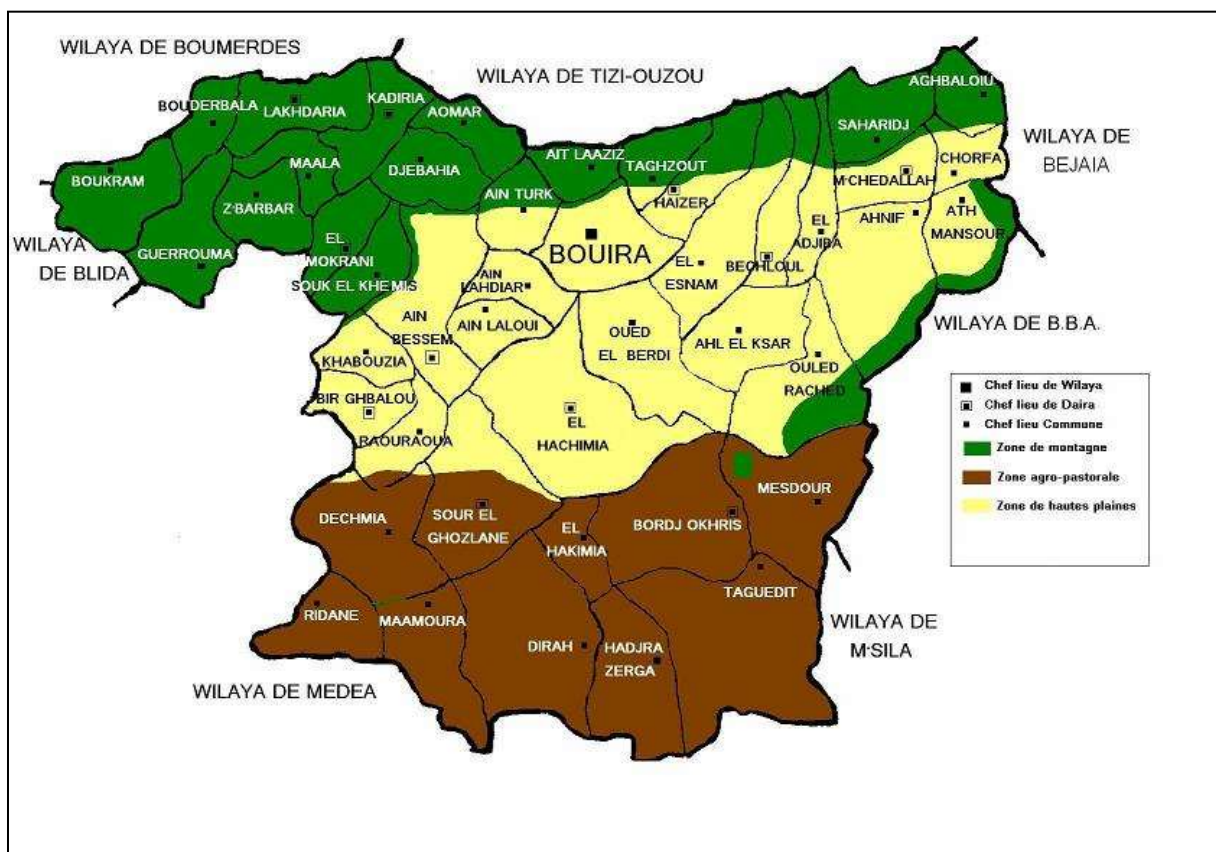 WILAYA DE BOUMERDES
WILAYA DE TIZI-OUZOU
AGHBALOIU
BOUDERBALA
LAKHDARIA
KADIRIA
AOMAR
SAHARIDJ
WILAYA DE
BEJAIA
MAALA
DJEBAHIA
AIT LAAZIZ
TAGHZOUT
CHORFA
BOUKRAM
M'CHEDALLAH
Z'BARBAR
AIN TURK
HAIZER
AHNIF
ATH
MANSOUR
EL
ADJIBA
WILAYA
DE BLIDA
GUERROUMA
EL
MOKRANI
SOUK EL KHEMIS
BOUIRA
EL
ESNAM
BECHLOUL
AIN
LAHDIAR
AIN
BESSEM
AIN LALOUI
OUED
EL BERDI
AHL EL KSAR
WILAYA DE B.B.A.
KHABOUZIA
OULED
RACHED
BIR GHBALOU
RAOURAOUA
EL
HACHIMIA
Chef lieu de Wilaya
Chef lieu de Daira
Chef lieu Commune
Zone de montagne
Zone agro-pastorale
Zone de hautes plaines
MESDOUR
DECHMIA
SOUR EL
GHOZLANE
EL
HAKIMIA
BORDJ OKHRIS
TAGUEDIT
RIDANE
MAAMOURA
DIRAH
HADJRA
ZERGA
WILAYA DE
M'SILA
WILAYA DE MEDEA